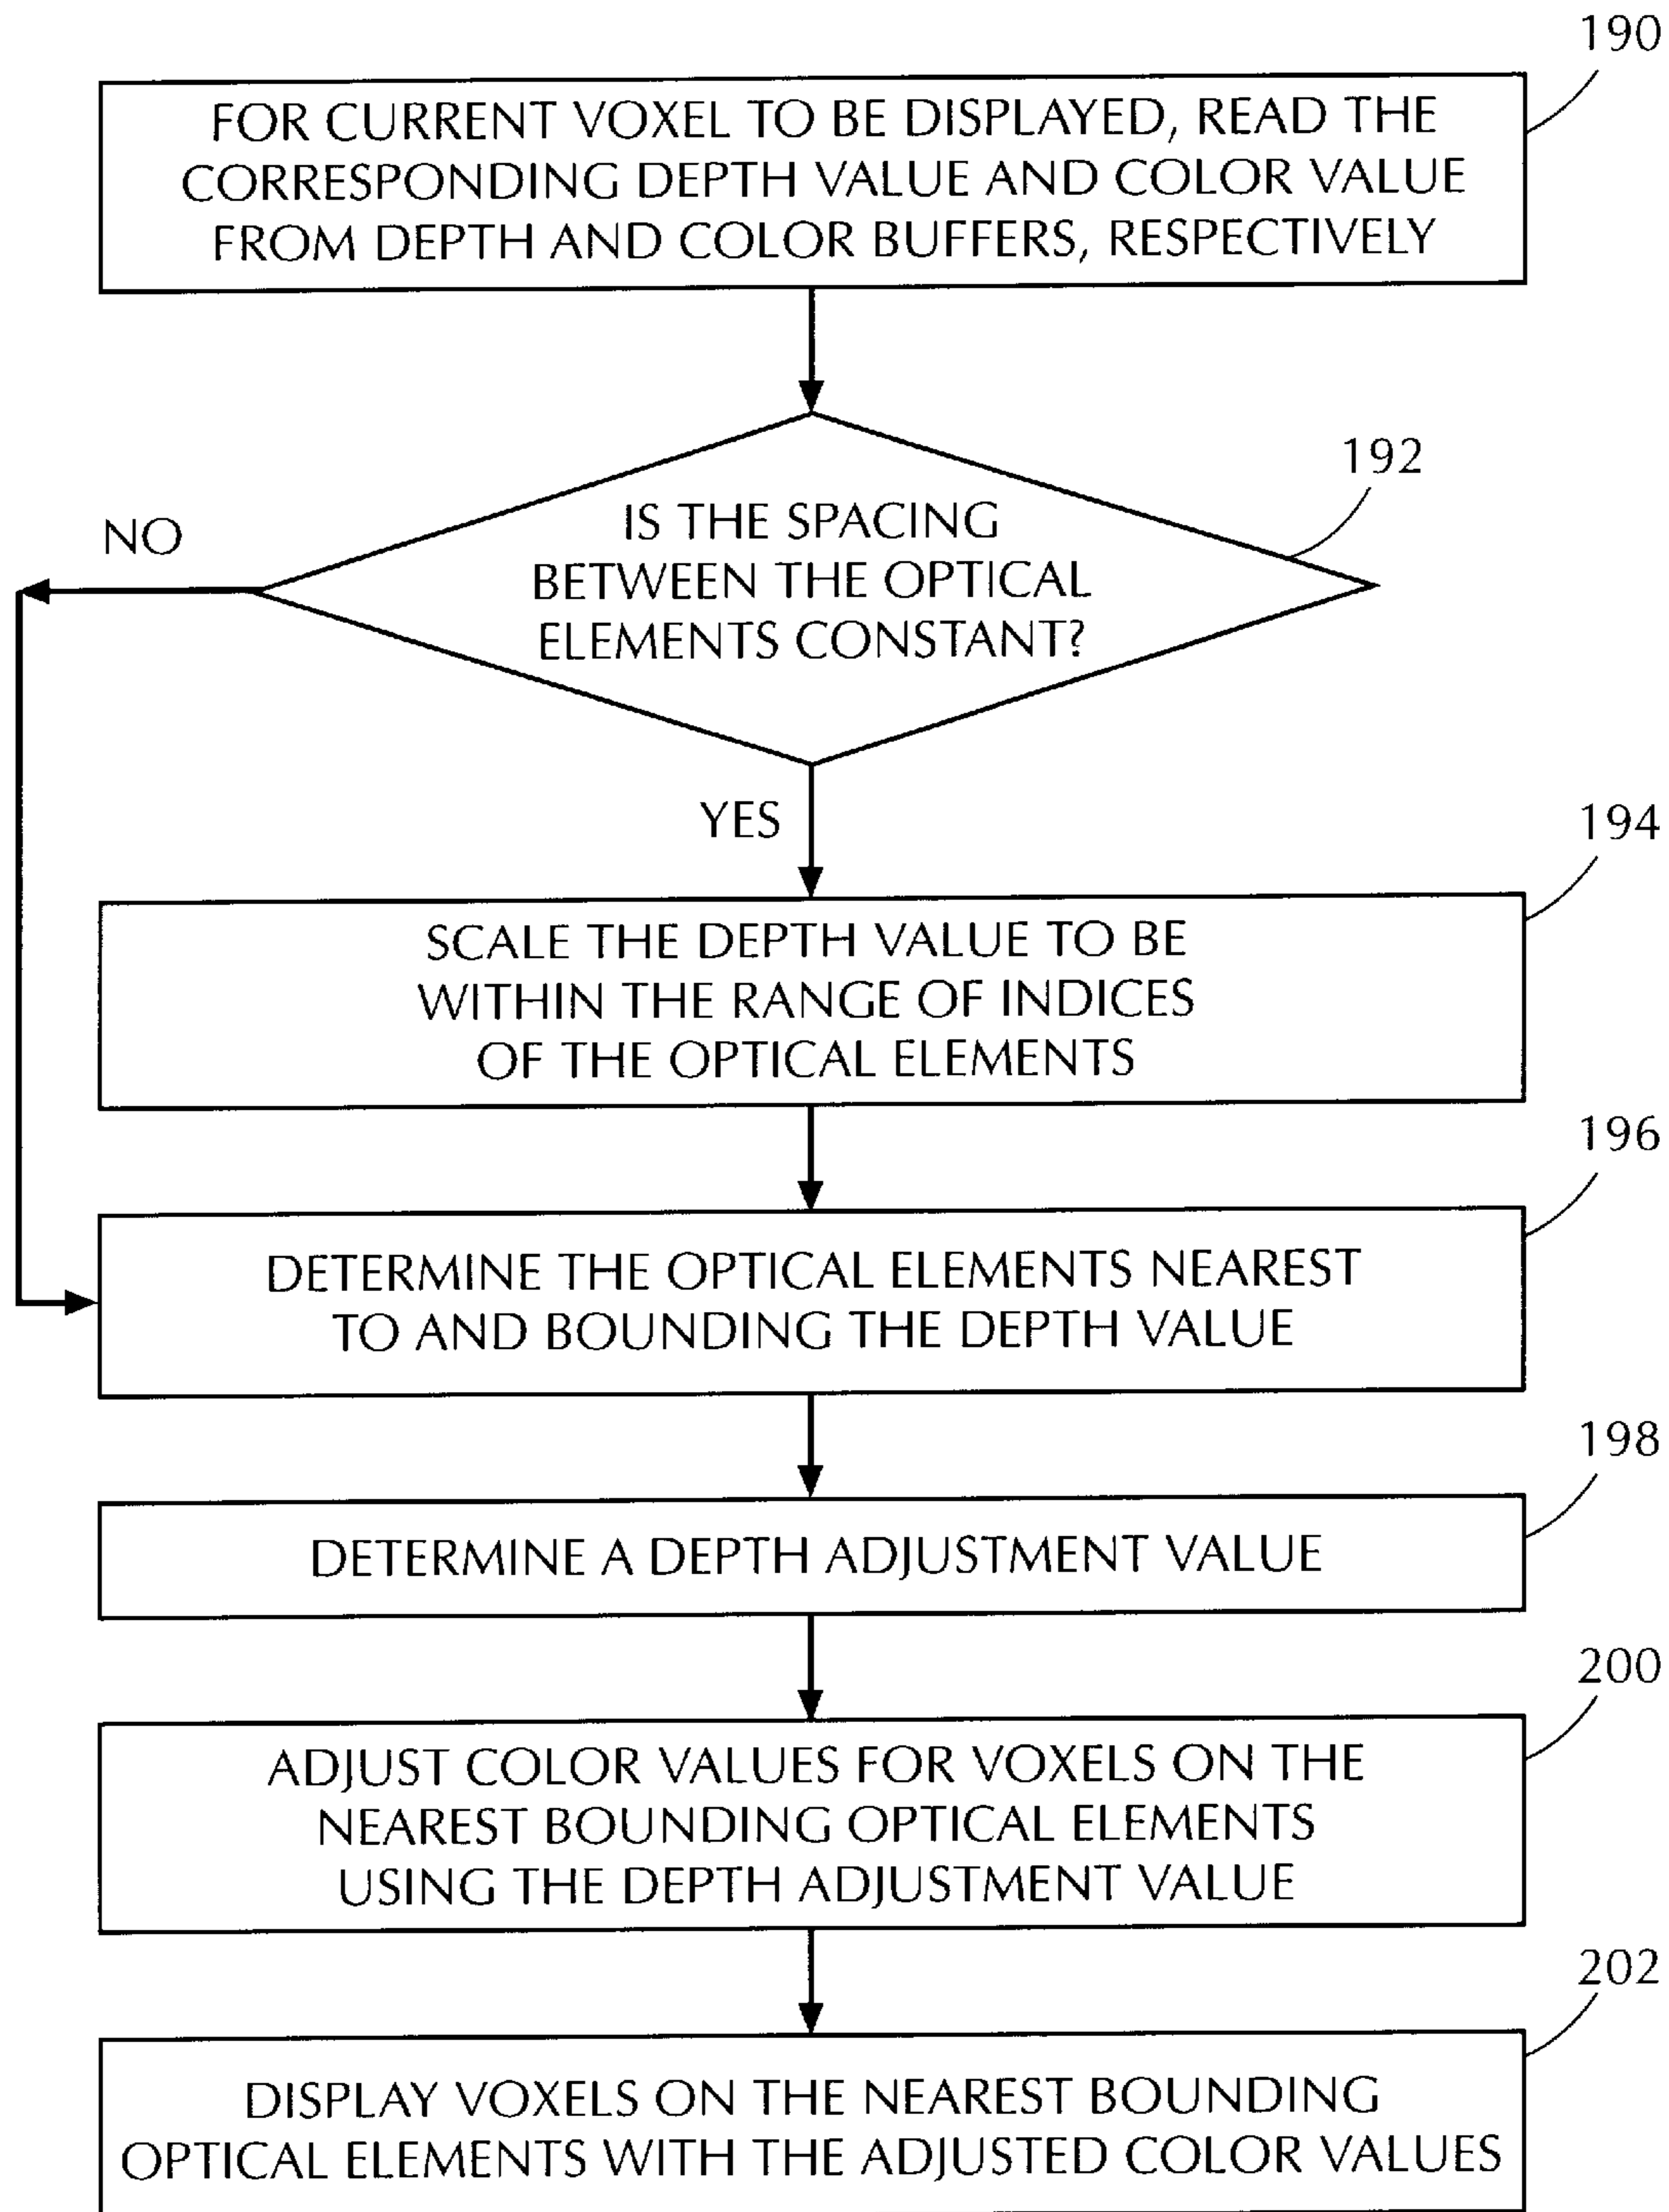 190
FOR CURRENT VOXEL TO BE DISPLAYED, READ THE
CORRESPONDING DEPTH VALUE AND COLOR VALUE
FROM DEPTH AND COLOR BUFFERS, RESPECTIVELY
192
NO
IS THE SPACING
BETWEEN THE OPTICAL
ELEMENTS CONSTANT?
YES
194
SCALE THE DEPTH VALUE TO BE
WITHIN THE RANGE OF INDICES
OF THE OPTICAL ELEMENTS
196
DETERMINE THE OPTICAL ELEMENTS NEAREST
TO AND BOUNDING THE DEPTH VALUE
198
DETERMINE A DEPTH ADJUSTMENT VALUE
200
ADJUST COLOR VALUES FOR VOXELS ON THE
NEAREST BOUNDING OPTICAL ELEMENTS
USING THE DEPTH ADJUSTMENT VALUE
202
DISPLAY VOXELS ON THE NEAREST BOUNDING
OPTICAL ELEMENTS WITH THE ADJUSTED COLOR VALUES